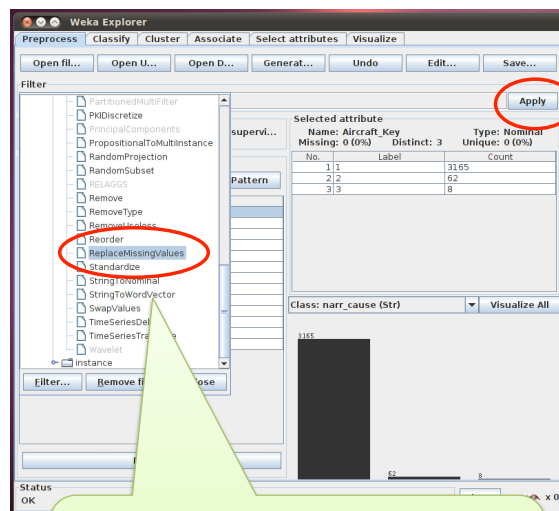 Weka Explorer
Preprocess Classify Cluster Associate Select attributes Visualize
Open fil... Open U... Open D... Generat... Undo Edit... Save...
Filter
Apply
PartitionedMultiFilter
PKIDiscretize
PrincipalComponents
PropositionalToMultiInstance
RandomProjection
RandomSubset
RELAGGS
Remove
RemoveType
RemoveUseless
Reorder
ReplaceMissingValues
Standardize
StringToNominal
StringToWordVector
SwapValues
TimeSeriesDel
TimeSeriesTra
Wavelet
instance
Filter... Remove fi ose
supervi...
Pattern
Selected attribute
Name: Aircraft_Key Type: Nominal
Missing: 0 (0%) Distinct: 3 Unique: 0 (0%)
No. Label Count
1 1 3165
2 2 62
3 3 8
Class: narr_cause (Str) Visualize All
3165
62
8
Status
OK
x 0